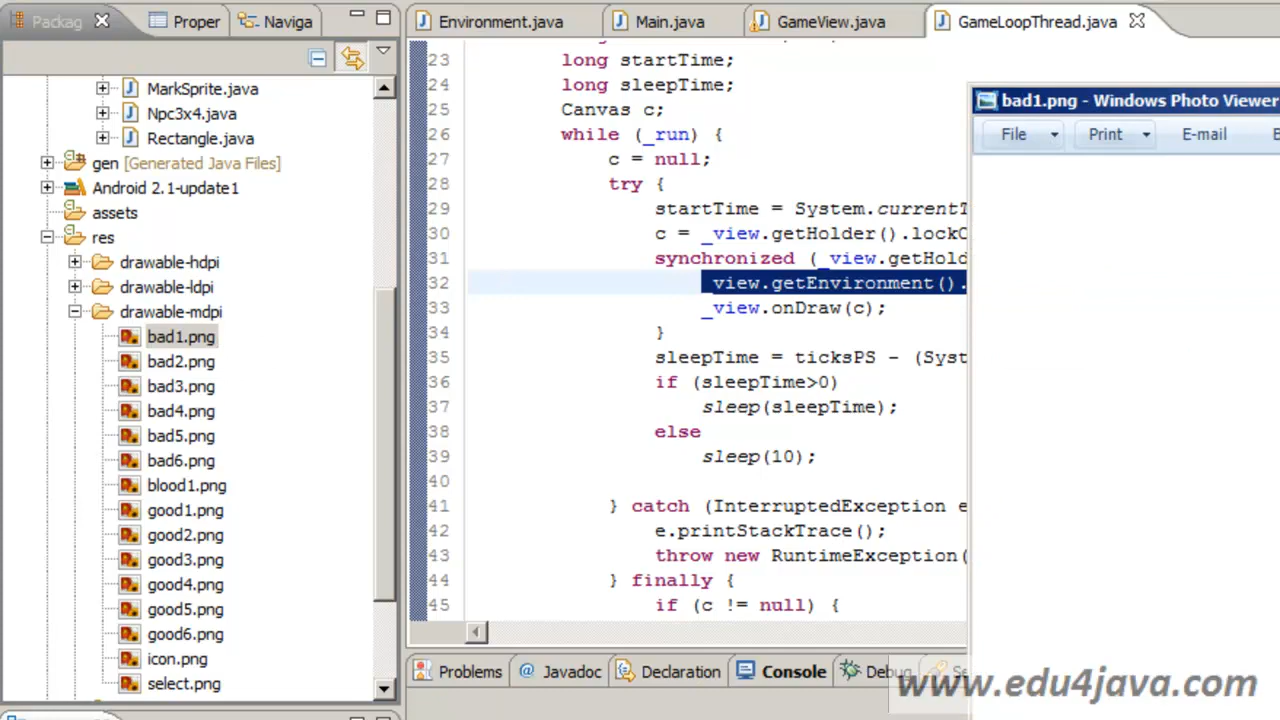 Packag
Proper
Naviga
MarkSprite.java
Npc3x4.java
Rectangle.java
gen [Generated Java Files]
Android 2.1-update1
assets
res
drawable-hdpi
drawable-ldpi
drawable-mdpi
bad1.png
bad2.png
bad3.png
bad4.png
bad5.png
bad6.png
blood1.png
good1.png
good2.png
good3.png
good4.png
good5.png
good6.png
icon.png
select.png
Environment.java
Main.java
GameView.java
GameLoopThread.java
23 long startTime;
24 long sleepTime;
25 Canvas c;
26 while (_run) {
27 c = null;
28 try {
29 startTime = System.currentT
30 c = _view.getHolder().lockC
31 synchronized (_view.getHold
32 _view.getEnvironment().
33 _view.onDraw(c);
34 }
35 sleepTime = ticksPS - (Syst
36 if (sleepTime>0)
37 sleep(sleepTime);
38 else
39 sleep(10);
40
41 } catch (InterruptedException e
42 e.printStackTrace();
43 throw new RuntimeException(
44 } finally {
45 if (c != null) {
bad1.png - Windows Photo Viewer
File
Print
E-mail
Problems
Javadoc
Declaration
Console
Debug
www.edu4java.com